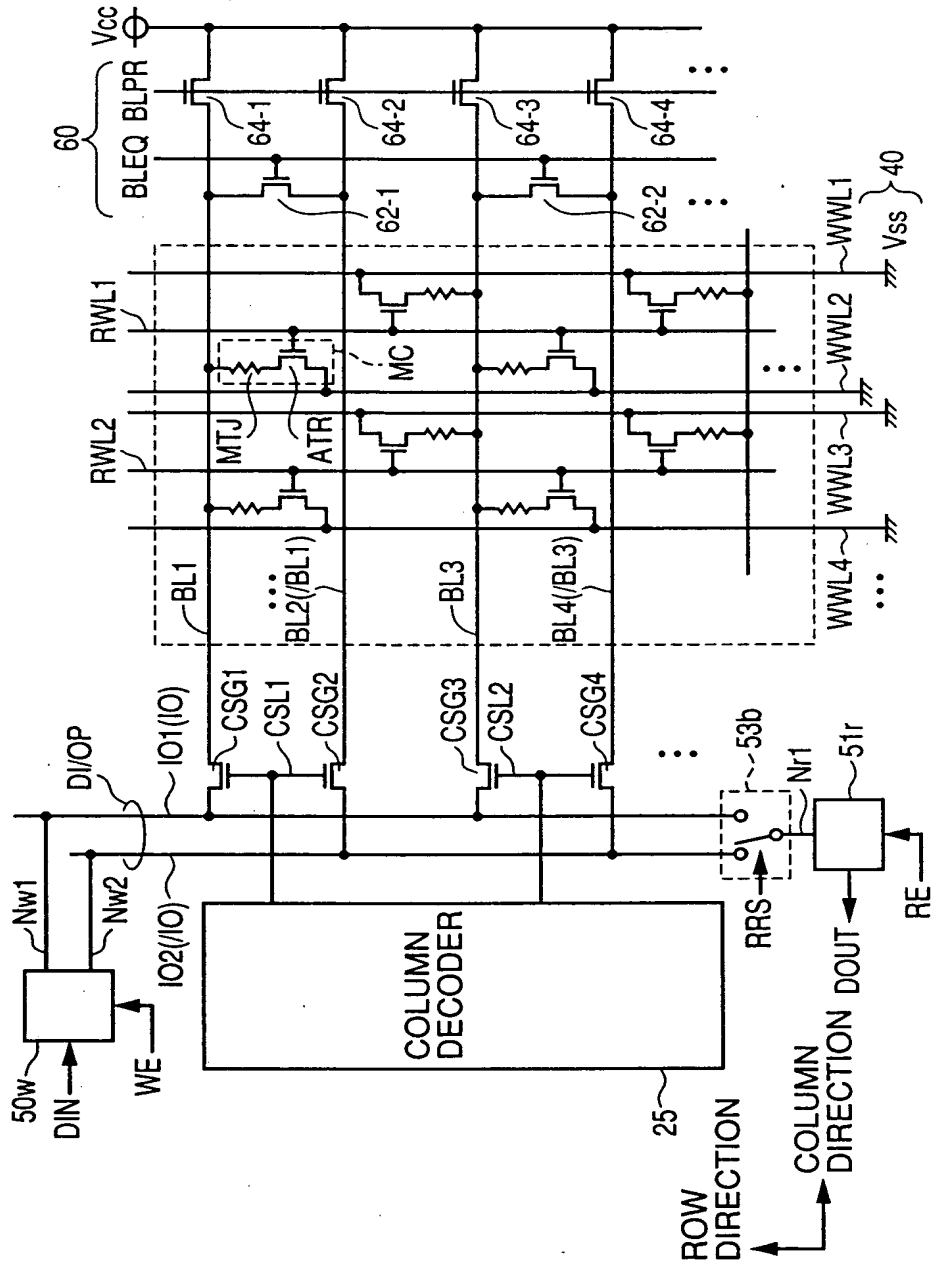 Vcc
60
BLEQ BLPR
64-1
64-2
64-3
64-4
62-1
62-2
RWL1
RWL2
MTJ
ATR
MC
WWL1
Vss
40
WWL2
WWL3
WWL4
BL1
BL2(/BL1)
BL3
BL4(/BL3)
CSG1
CSL1
CSG2
CSG3
CSL2
CSG4
DI/OP
IO1(IO)
IO2(/IO)
Nw1
Nw2
50w
DIN
WE
COLUMN
DECODER
25
53b
Nr1
51r
RRS
DOUT
RE
ROW
DIRECTION
COLUMN
DIRECTION